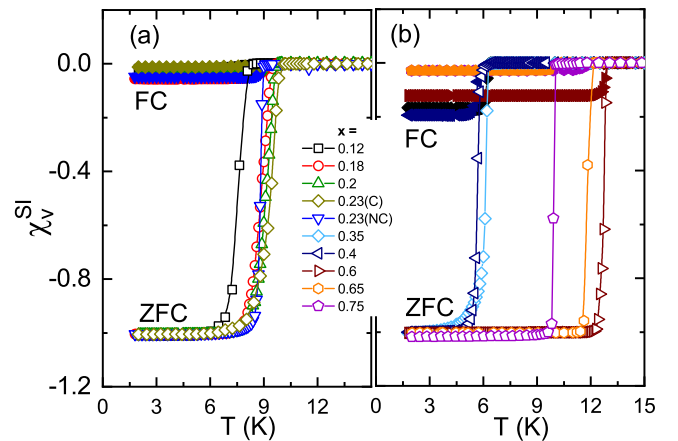 (a)
(b)
0.0
-0.4
-0.8
-1.2
χvSI
FC
ZFC
FC
ZFC
x =
0.12
0.18
0.2
0.23(C)
0.23(NC)
0.35
0.4
0.6
0.65
0.75
0 3 6 9 12
0 3 6 9 12 15
T (K)
T (K)